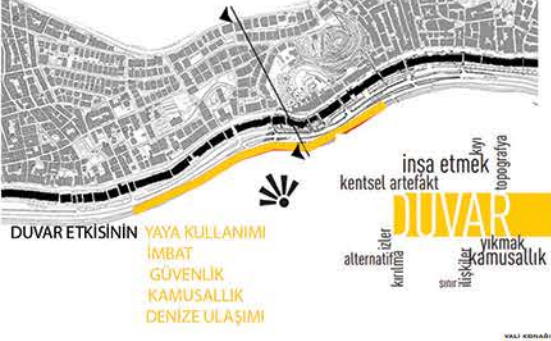 DUVAR ETKİSİNİN YAYA KULLANIMI
İMBAT
GÜVENLİK
KAMUSALLIK
DENİZE ULAŞIMI
inşa etmek
kıyı
topografya
kentsel artefakt
DUVAR
izler
yıkmak
alternatif
kırılma
sınır
ilişkiler
kamusallık
VALİ KONAĞI